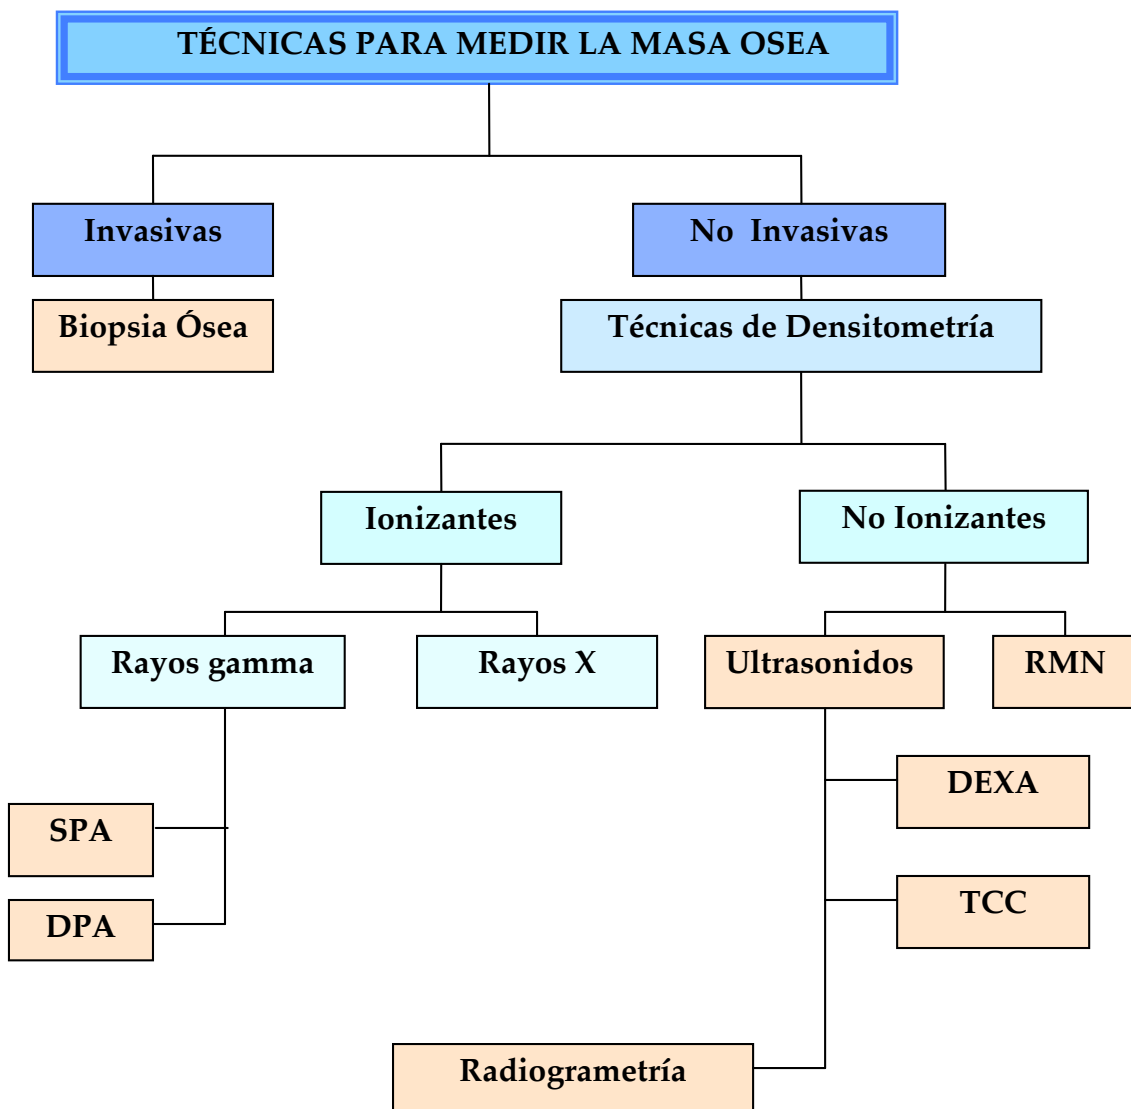 TÉCNICAS PARA MEDIR LA MASA OSEA
Invasivas
No Invasivas
Biopsia Ósea
Técnicas de Densitometría
Ionizantes
No Ionizantes
Rayos gamma
Rayos X
Ultrasonidos
RMN
DEXA
SPA
TCC
DPA
Radiogrametría